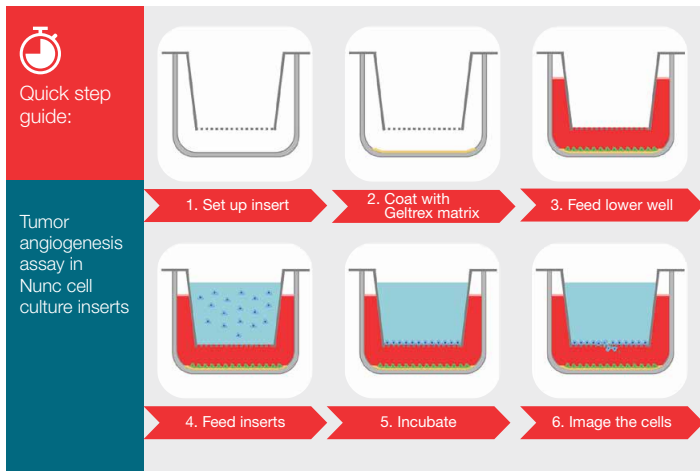 Quick step
guide:
Tumor
angiogenesis
assay in
Nunc cell
culture inserts
1. Set up insert
2. Coat with
Geltrex matrix
3. Feed lower well
4. Feed inserts
5. Incubate
6. Image the cells